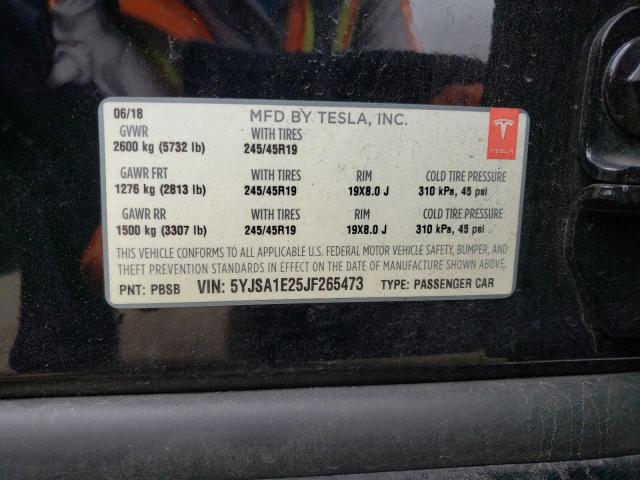 06/18 MFD BY TESLA, INC.
GVWR WITH TIRES
2600 kg (5732 lb) 245/45R19
TESLA
GAWR FRT WITH TIRES RIM COLD TIRE PRESSURE
1276 kg (2813 lb) 245/45R19 19X8.0 J 310 kPa, 45 psi
GAWR RR WITH TIRES RIM COLD TIRE PRESSURE
1500 kg (3307 lb) 245/45R19 19X8.0 J 310 kPa, 45 psi
THIS VEHICLE CONFORMS TO ALL APPLICABLE U.S. FEDERAL MOTOR VEHICLE SAFETY, BUMPER, AND
THEFT PREVENTION STANDARDS IN EFFECT ON THE DATE OF MANUFACTURE SHOWN ABOVE.
PNT: PBSB VIN: 5YJSA1E25JF265473 TYPE: PASSENGER CAR